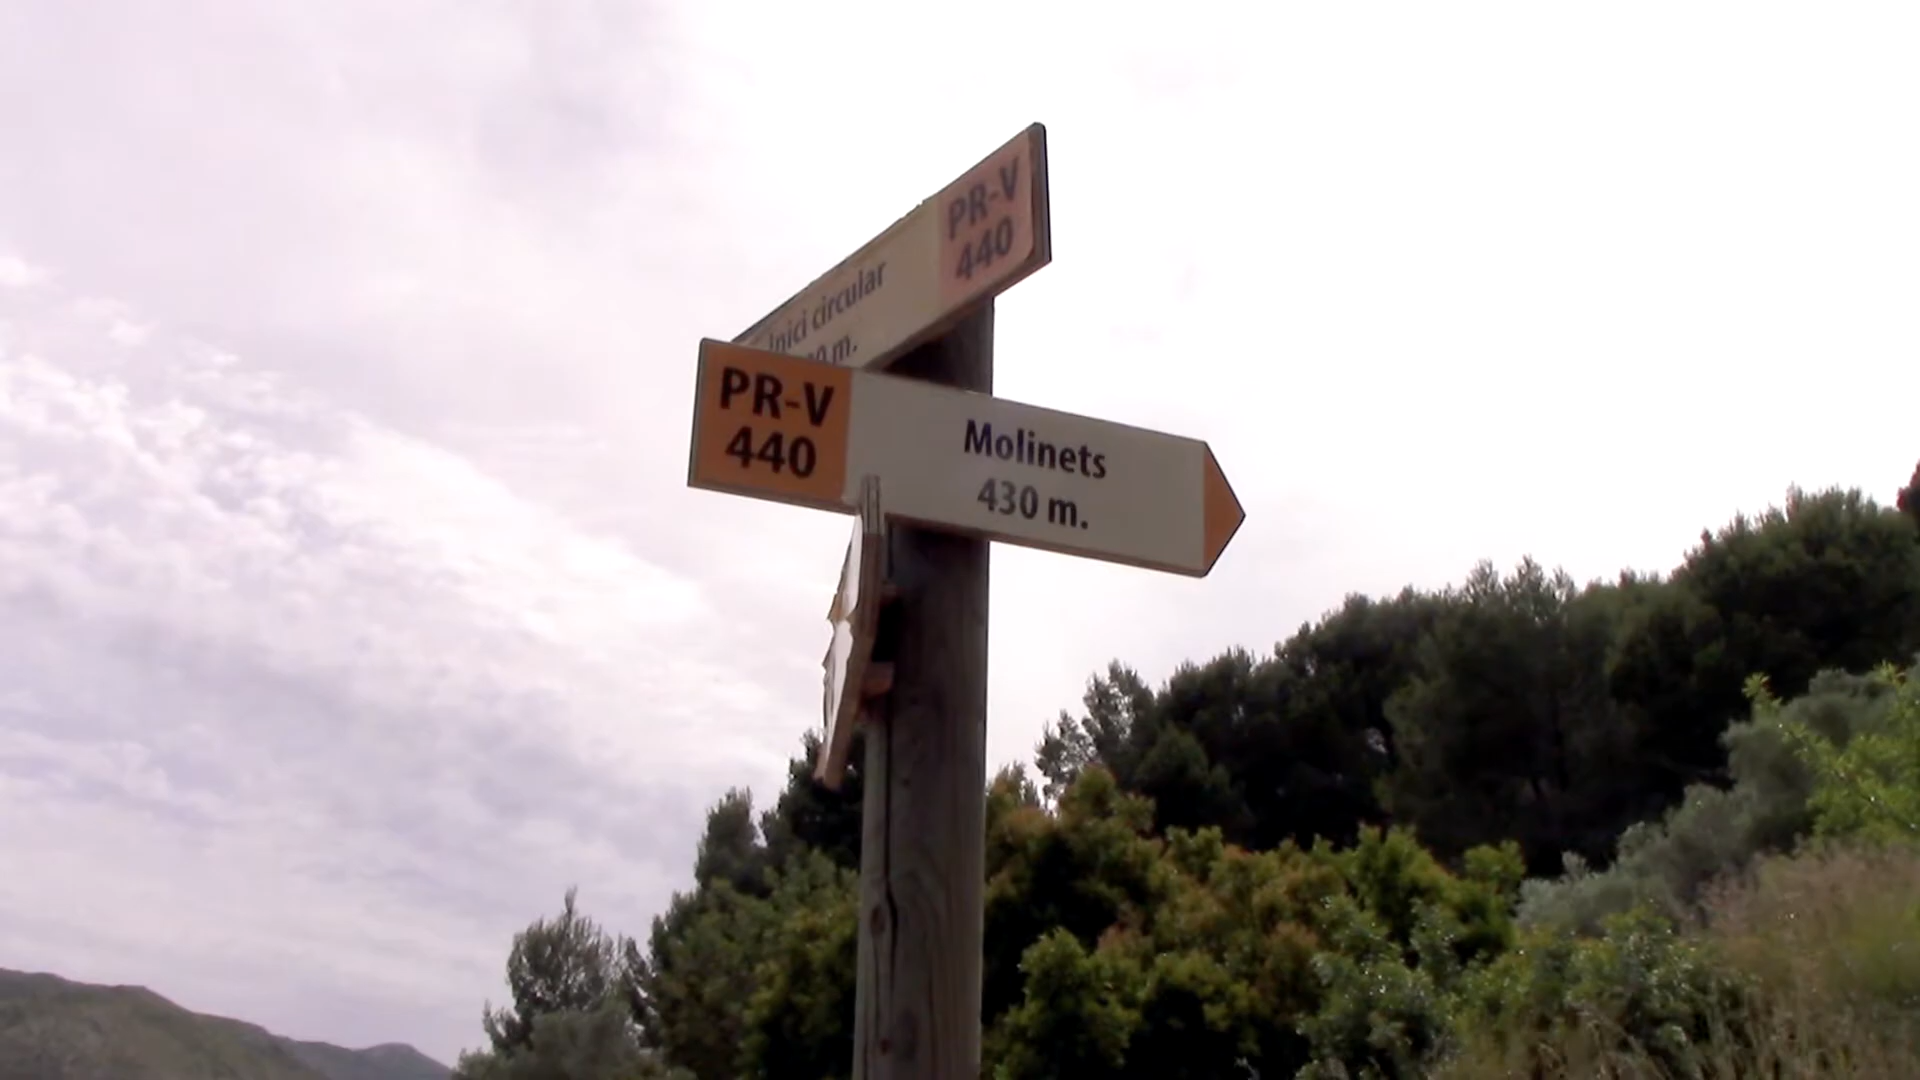 PR-V
440
Inici circular
m.
PR-V
440
Molinets
430 m.